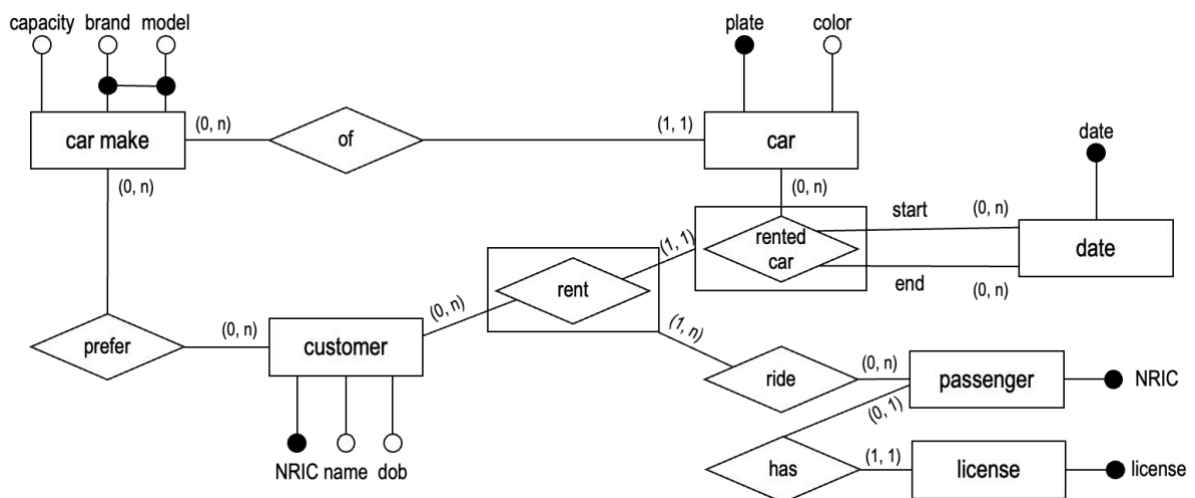 capacity brand model
plate color
car make
(0, n)
of
(1, 1)
car
date
(0, n)
(0, n)
start
(0, n)
rented
car
date
(1, 1)
end
(0, n)
rent
(0, n)
(1, n)
prefer
(0, n)
customer
ride
(0, n)
passenger
NRIC
(0, 1)
NRIC name dob
has
(1, 1)
license
license